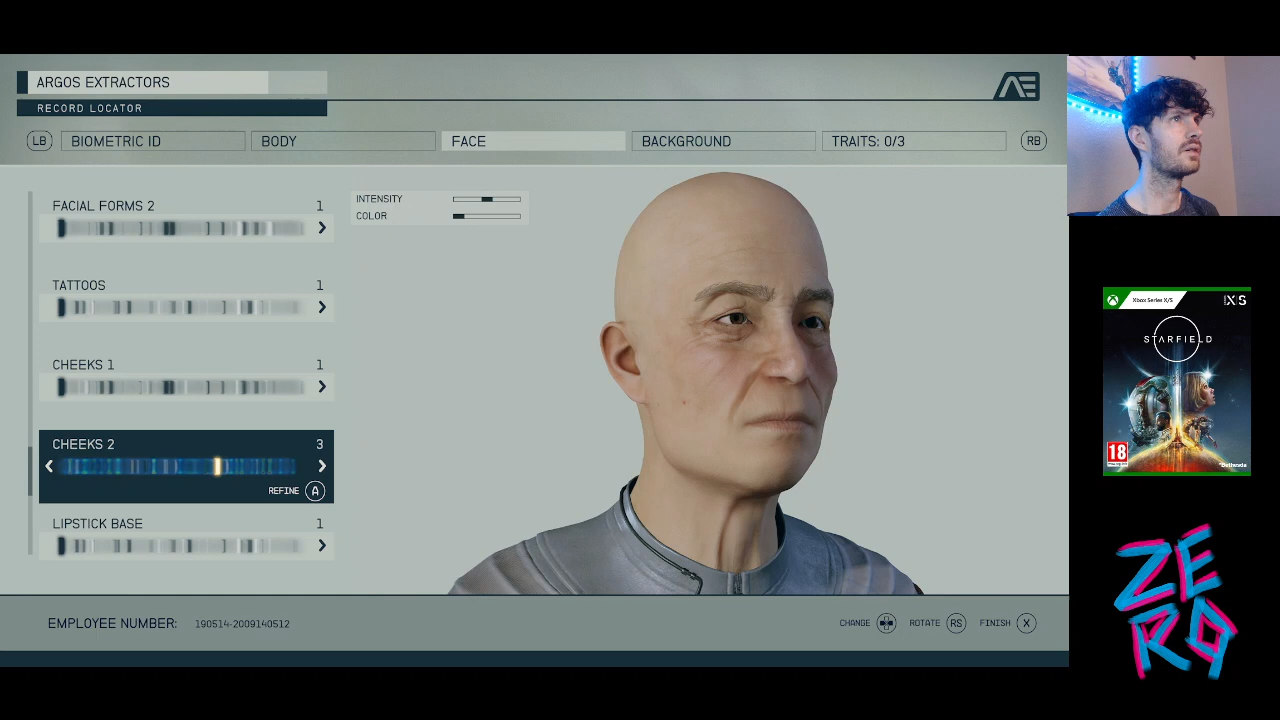 ARGOS EXTRACTORS
RECORD LOCATOR
LB
BIOMETRIC ID
BODY
FACE
BACKGROUND
TRAITS: 0/3
RB
FACIAL FORMS 2 1
TATTOOS 1
CHEEKS 1 1
CHEEKS 2 3
REFINE A
LIPSTICK BASE 1
INTENSITY
COLOR
EMPLOYEE NUMBER: 190514-2009140512
CHANGE
ROTATE RS
FINISH X
Xbox Series X/S
X|S
STARFIELD
18
Bethesda
ZE
RO